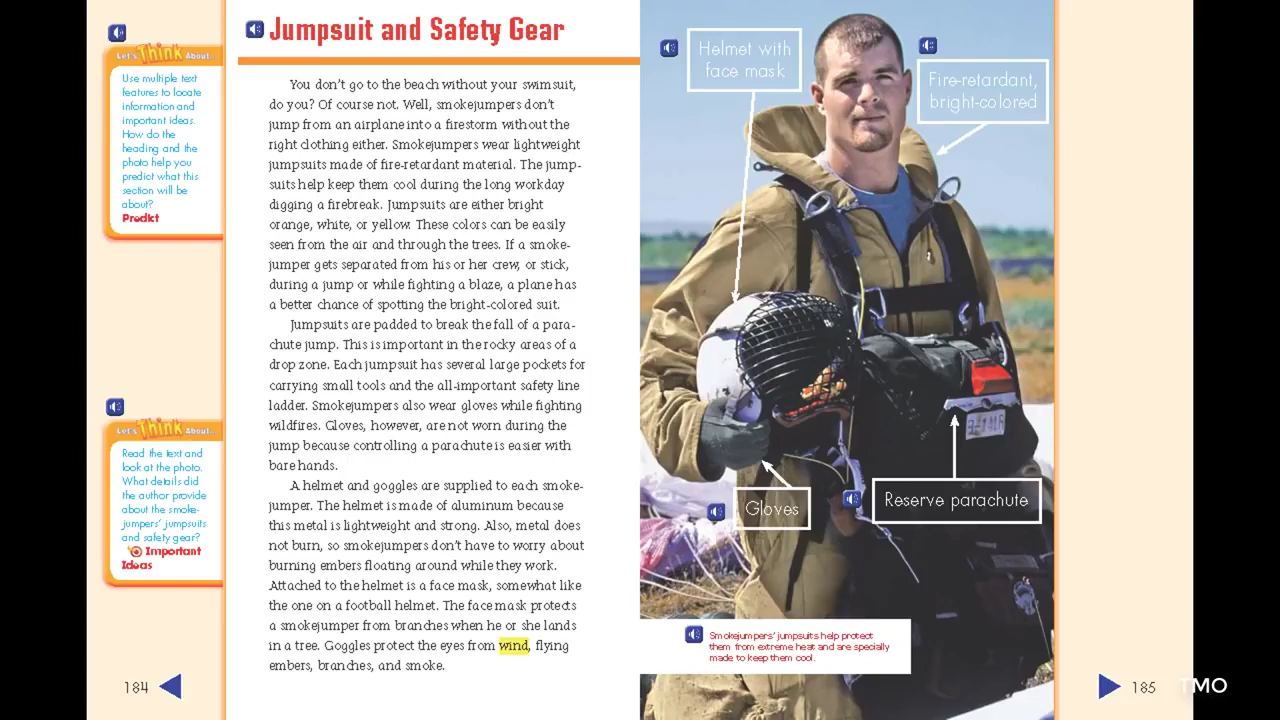 Let's Think About...
Use multiple text
features to locate
information and
important ideas.
How do the
heading and the
photo help you
predict what this
section will be
about?
Predict
Let's Think About...
Read the text and
look at the photo.
What details did
the author provide
about the smoke-
jumpers' jumpsuits
and safety gear?
Important
Ideas
184
Jumpsuit and Safety Gear
You don't go to the beach without your swimsuit,
do you? Of course not. Well, smokejumpers don't
jump from an airplane into a firestorm without the
right clothing either. Smokejumpers wear lightweight
jumpsuits made of fire-retardant material. The jump-
suits help keep them cool during the long workday
digging a firebreak. Jumpsuits are either bright
orange, white, or yellow. These colors can be easily
seen from the air and through the trees. If a smoke-
jumper gets separated from his or her crew, or stick,
during a jump or while fighting a blaze, a plane has
a better chance of spotting the bright-colored suit.
Jumpsuits are padded to break the fall of a para-
chute jump. This is important in the rocky areas of a
drop zone. Each jumpsuit has several large pockets for
carrying small tools and the all-important safety line
ladder. Smokejumpers also wear gloves while fighting
wildfires. Gloves, however, are not worn during the
jump because controlling a parachute is easier with
bare hands.
A helmet and goggles are supplied to each smoke-
jumper. The helmet is made of aluminum because
this metal is lightweight and strong. Also, metal does
not burn, so smokejumpers don't have to worry about
burning embers floating around while they work.
Attached to the helmet is a face mask, somewhat like
the one on a football helmet. The face mask protects
a smokejumper from branches when he or she lands
in a tree. Goggles protect the eyes from wind, flying
embers, branches, and smoke.
Helmet with
face mask
Fire-retardant,
bright-colored
Gloves
Reserve parachute
Smokejumpers' jumpsuits help protect
them from extreme heat and are specially
made to keep them cool.
185
TMO